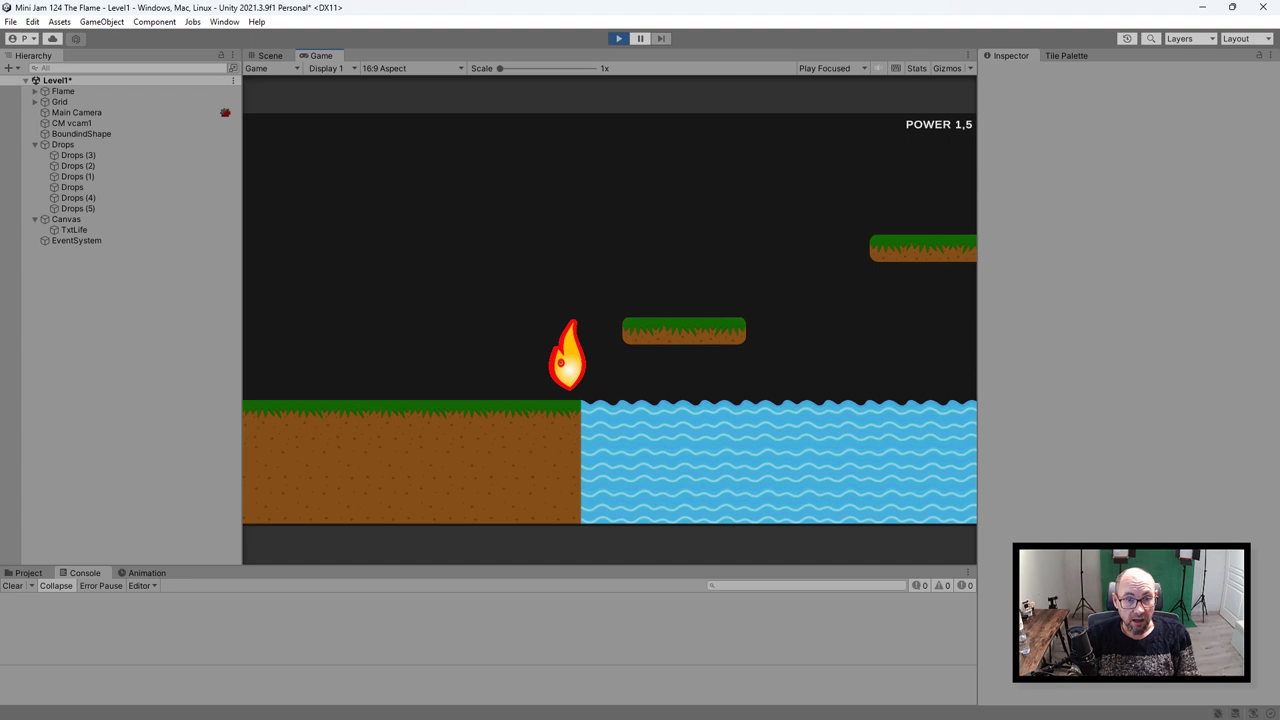 Mini Jam 124 The Flame - Level1 - Windows, Mac, Linux - Unity 2021.3.9f1 Personal* <DX11>
File Edit Assets GameObject Component Jobs Window Help
P Layers Layout
Hierarchy Scene Game Inspector Tile Palette
All Game Display 1 16:9 Aspect Scale 1x Play Focused Stats Gizmos
Level1*
Flame
Grid
Main Camera
CM vcam1
POWER 1,5
BoundindShape
Drops
Drops (3)
Drops (2)
Drops (1)
Drops
Drops (4)
Drops (5)
Canvas
TxtLife
EventSystem
Project Console Animation
Clear Collapse Error Pause Editor 0 0 0